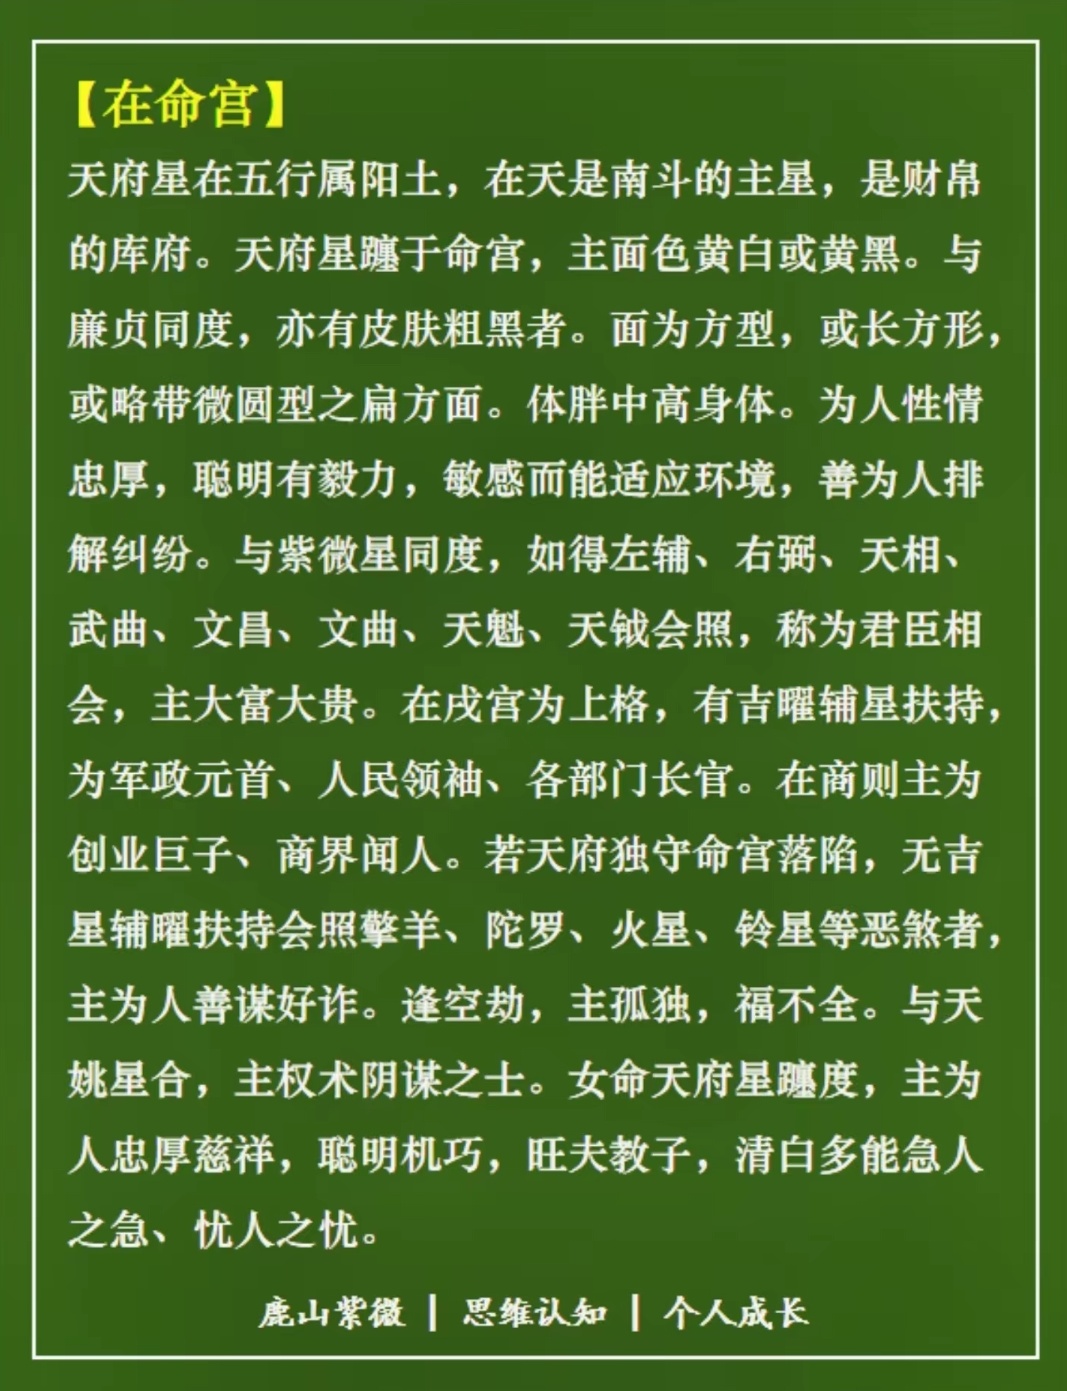 【在命宫】
天府星在五行属阳土，在天是南斗的主星，是财帛
的库府。天府星躔于命宫，主面色黄白或黄黑。与
廉贞同度，亦有皮肤粗黑者。面为方型，或长方形，
或略带微圆型之扁方面。体胖中高身体。为人性情
忠厚，聪明有毅力，敏感而能适应环境，善为人排
解纠纷。与紫微星同度，如得左辅、右弼、天相、
武曲、文昌、文曲、天魁、天钺会照，称为君臣相
会，主大富大贵。在戌宫为上格，有吉曜辅星扶持，
为军政元首、人民领袖、各部门长官。在商则主为
创业巨子、商界闻人。若天府独守命宫落陷，无吉
星辅曜扶持会照擎羊、陀罗、火星、铃星等恶煞者，
主为人善谋好诈。逢空劫，主孤独，福不全。与天
姚星合，主权术阴谋之士。女命天府星躔度，主为
人忠厚慈祥，聪明机巧，旺夫教子，清白多能急人
之急、忧人之忧。
鹿山紫微 | 思维认知 | 个人成长